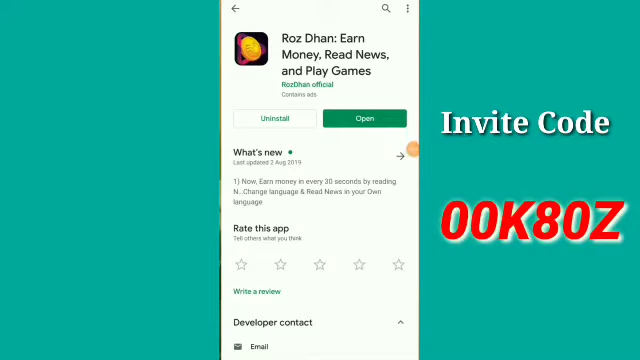 Roz Dhan: Earn
Money, Read News,
and Play Games
RozDhan official
Contains ads
Uninstall
Open
What's new
Last updated 2 Aug 2019
1) Now, Earn money in every 30 seconds by reading
N...Change language & Read News in your Own
language
Rate this app
Tell others what you think
Write a review
Developer contact
Email
Invite Code
00K80Z